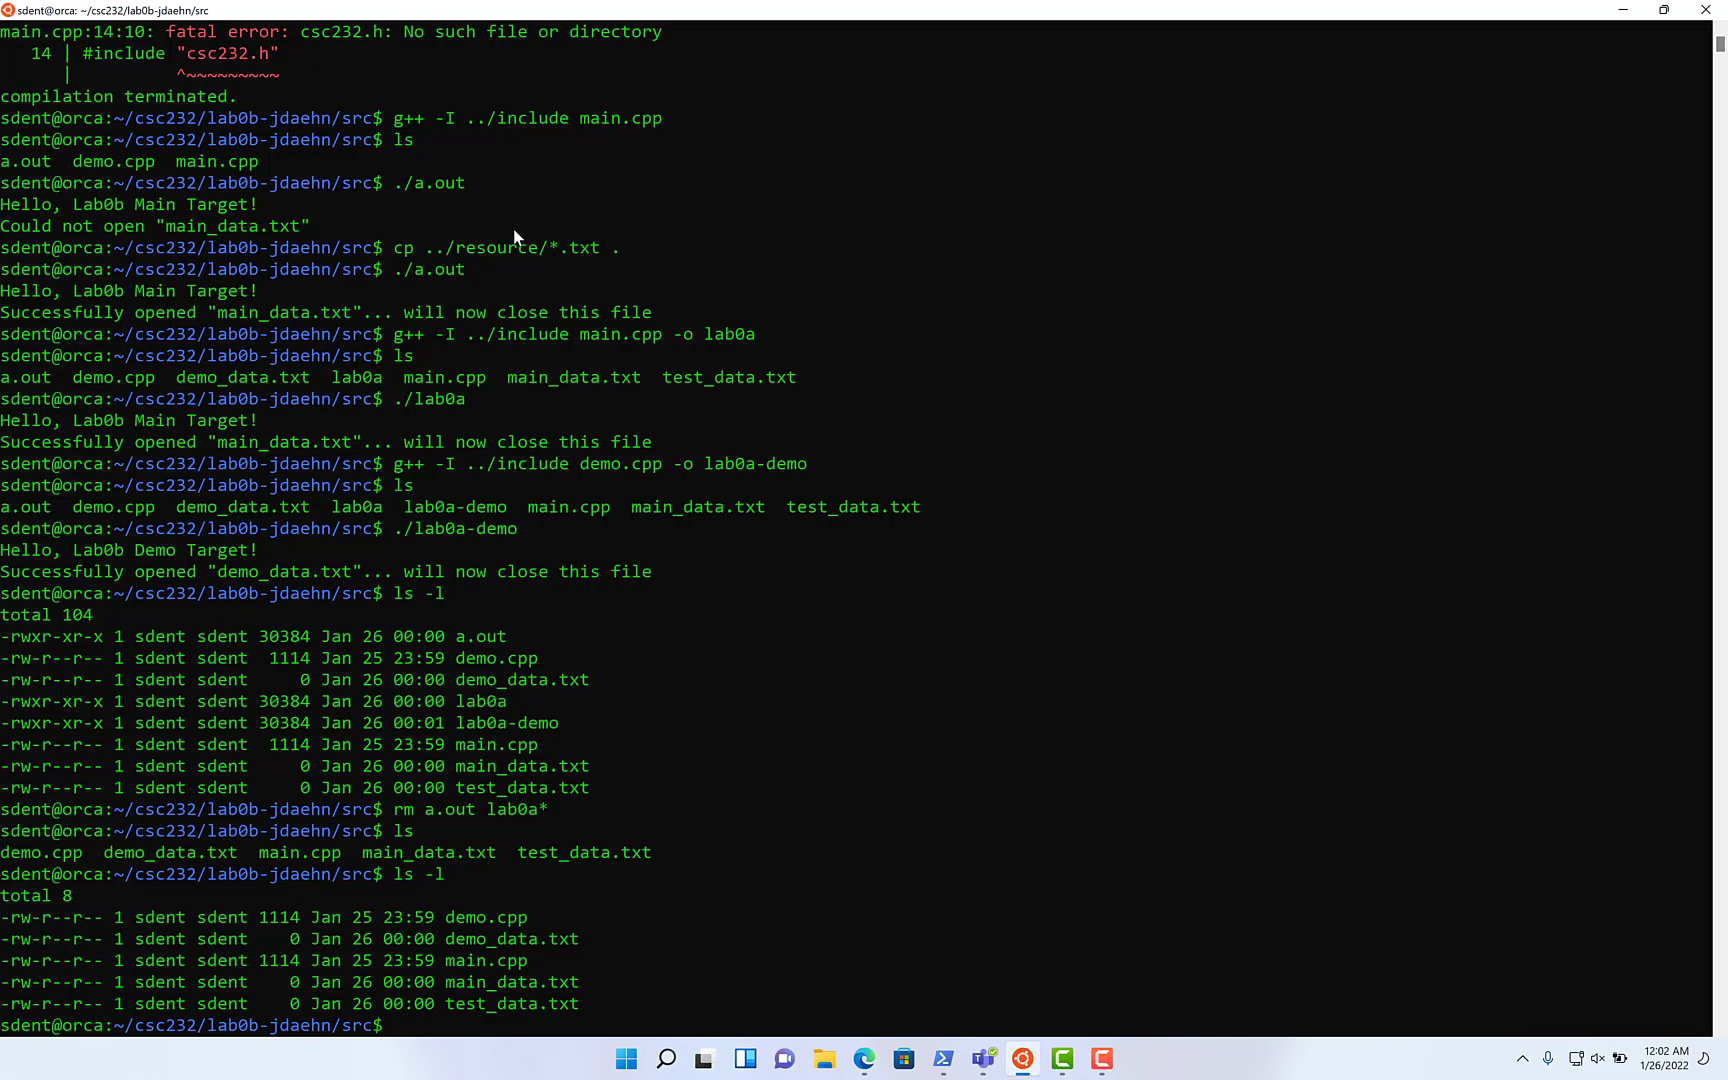 sdent@orca: ~/csc232/lab0b-jdaehn/src
main.cpp:14:10: fatal error: csc232.h: No such file or directory
   14 | #include "csc232.h"
      |          ^~~~~~~~~~
compilation terminated.
sdent@orca:~/csc232/lab0b-jdaehn/src$ g++ -I ../include main.cpp
sdent@orca:~/csc232/lab0b-jdaehn/src$ ls
a.out  demo.cpp  main.cpp
sdent@orca:~/csc232/lab0b-jdaehn/src$ ./a.out
Hello, Lab0b Main Target!
Could not open "main_data.txt"
sdent@orca:~/csc232/lab0b-jdaehn/src$ cp ../resource/*.txt .
sdent@orca:~/csc232/lab0b-jdaehn/src$ ./a.out
Hello, Lab0b Main Target!
Successfully opened "main_data.txt"... will now close this file
sdent@orca:~/csc232/lab0b-jdaehn/src$ g++ -I ../include main.cpp -o lab0a
sdent@orca:~/csc232/lab0b-jdaehn/src$ ls
a.out  demo.cpp  demo_data.txt  lab0a  main.cpp  main_data.txt  test_data.txt
sdent@orca:~/csc232/lab0b-jdaehn/src$ ./lab0a
Hello, Lab0b Main Target!
Successfully opened "main_data.txt"... will now close this file
sdent@orca:~/csc232/lab0b-jdaehn/src$ g++ -I ../include demo.cpp -o lab0a-demo
sdent@orca:~/csc232/lab0b-jdaehn/src$ ls
a.out  demo.cpp  demo_data.txt  lab0a  lab0a-demo  main.cpp  main_data.txt  test_data.txt
sdent@orca:~/csc232/lab0b-jdaehn/src$ ./lab0a-demo
Hello, Lab0b Demo Target!
Successfully opened "demo_data.txt"... will now close this file
sdent@orca:~/csc232/lab0b-jdaehn/src$ ls -l
total 104
-rwxr-xr-x 1 sdent sdent 30384 Jan 26 00:00 a.out
-rw-r--r-- 1 sdent sdent  1114 Jan 25 23:59 demo.cpp
-rw-r--r-- 1 sdent sdent     0 Jan 26 00:00 demo_data.txt
-rwxr-xr-x 1 sdent sdent 30384 Jan 26 00:00 lab0a
-rwxr-xr-x 1 sdent sdent 30384 Jan 26 00:01 lab0a-demo
-rw-r--r-- 1 sdent sdent  1114 Jan 25 23:59 main.cpp
-rw-r--r-- 1 sdent sdent     0 Jan 26 00:00 main_data.txt
-rw-r--r-- 1 sdent sdent     0 Jan 26 00:00 test_data.txt
sdent@orca:~/csc232/lab0b-jdaehn/src$ rm a.out lab0a*
sdent@orca:~/csc232/lab0b-jdaehn/src$ ls
demo.cpp  demo_data.txt  main.cpp  main_data.txt  test_data.txt
sdent@orca:~/csc232/lab0b-jdaehn/src$ ls -l
total 8
-rw-r--r-- 1 sdent sdent 1114 Jan 25 23:59 demo.cpp
-rw-r--r-- 1 sdent sdent    0 Jan 26 00:00 demo_data.txt
-rw-r--r-- 1 sdent sdent 1114 Jan 25 23:59 main.cpp
-rw-r--r-- 1 sdent sdent    0 Jan 26 00:00 main_data.txt
-rw-r--r-- 1 sdent sdent    0 Jan 26 00:00 test_data.txt
sdent@orca:~/csc232/lab0b-jdaehn/src$
12:02 AM
1/26/2022